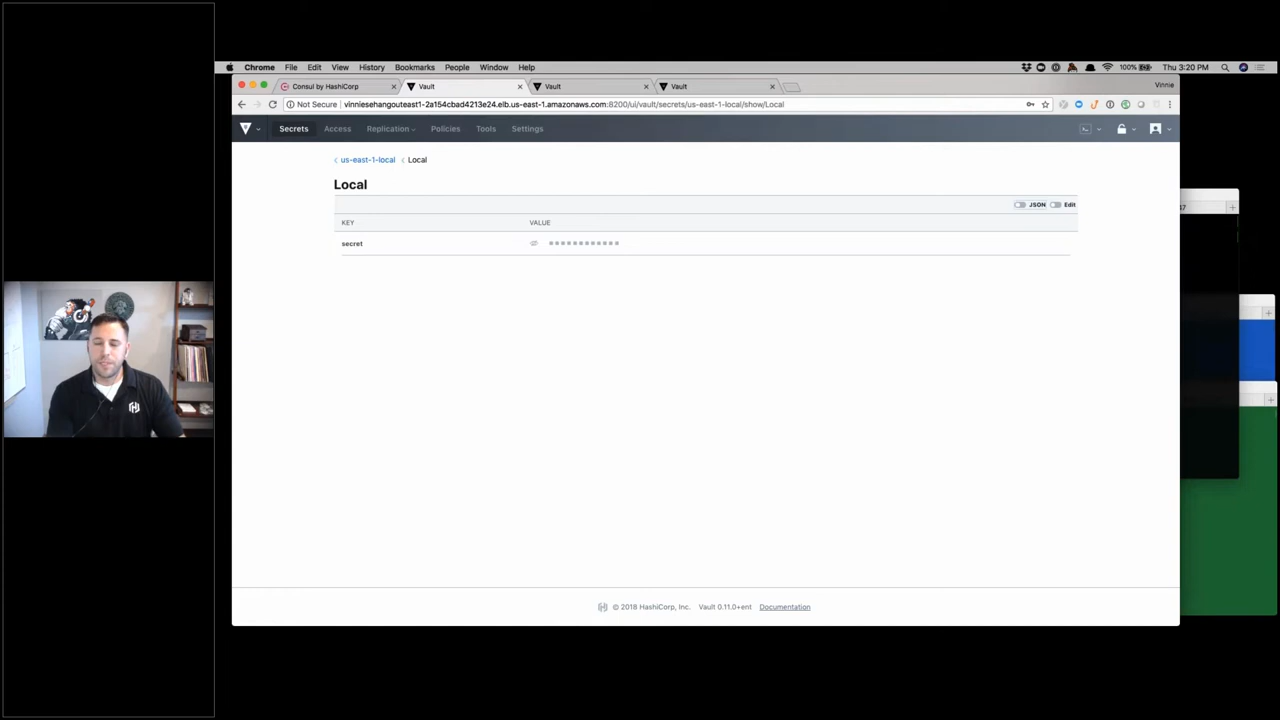 Chrome File Edit View History Bookmarks People Window Help 100% Thu 3:20 PM
Consul by HashiCorp Vault Vault Vault Vinnie
Not Secure vinniesehangouteast1-2a154cbad4213e24.elb.us-east-1.amazonaws.com:8200/ui/vault/secrets/us-east-1-local/show/Local
Secrets Access Replication Policies Tools Settings
us-east-1-local Local
Local
JSON Edit
KEY VALUE
secret
© 2018 HashiCorp, Inc. Vault 0.11.0+ent Documentation